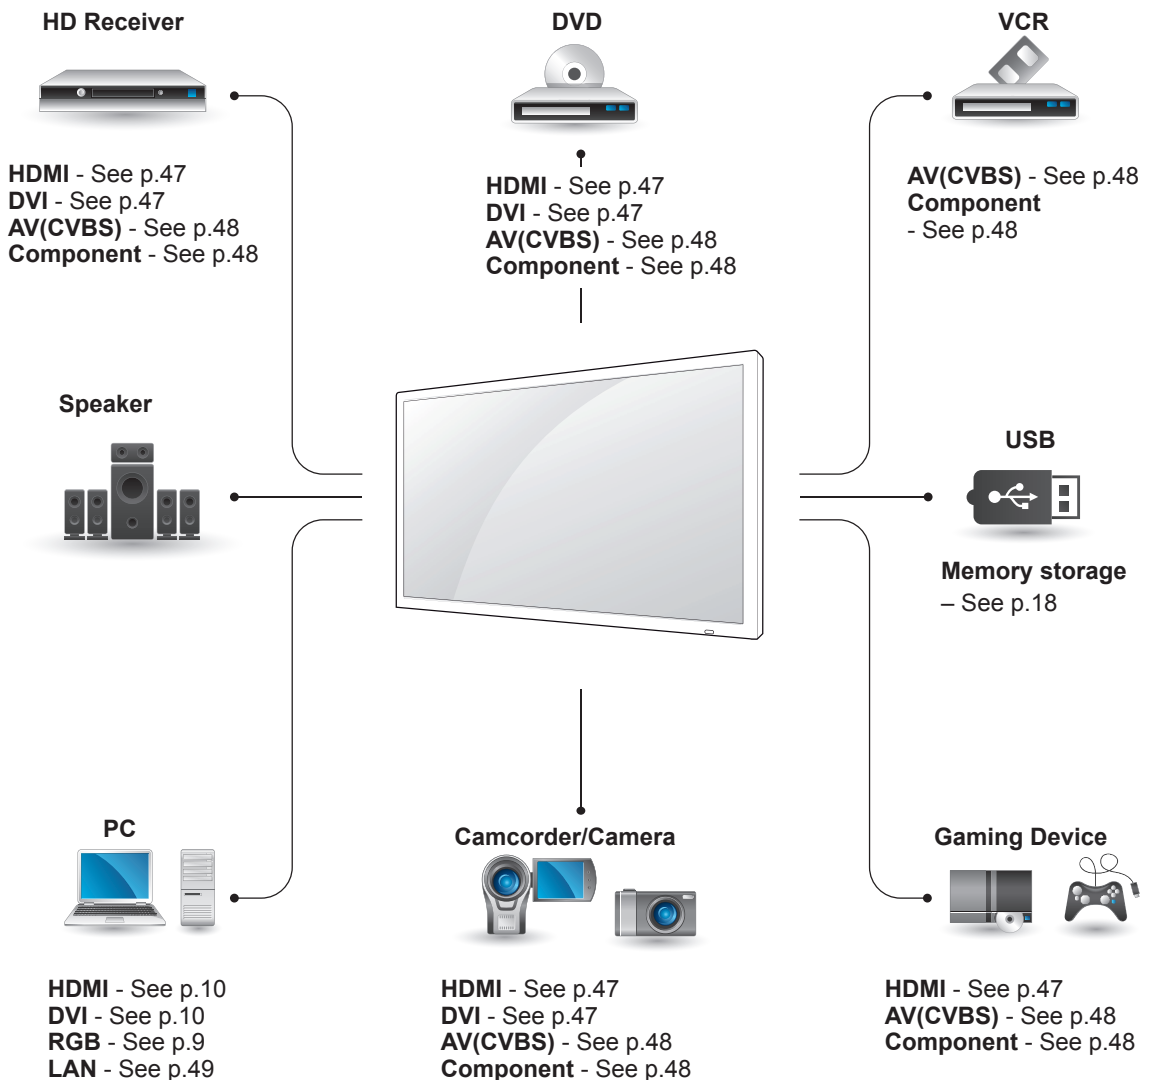 HD Receiver
HDMI - See p.47
DVI - See p.47
AV(CVBS) - See p.48
Component - See p.48
DVD
HDMI - See p.47
DVI - See p.47
AV(CVBS) - See p.48
Component - See p.48
VCR
AV(CVBS) - See p.48
Component
- See p.48
Speaker
USB
Memory storage
– See p.18
PC
HDMI - See p.10
DVI - See p.10
RGB - See p.9
LAN - See p.49
Camcorder/Camera
HDMI - See p.47
DVI - See p.47
AV(CVBS) - See p.48
Component - See p.48
Gaming Device
HDMI - See p.47
AV(CVBS) - See p.48
Component - See p.48